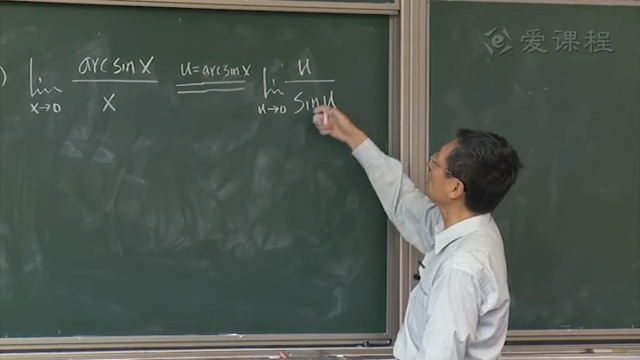 ) lim x→0 arcsin x / x = u = arcsin x lim u→0 u / sin u
爱课程